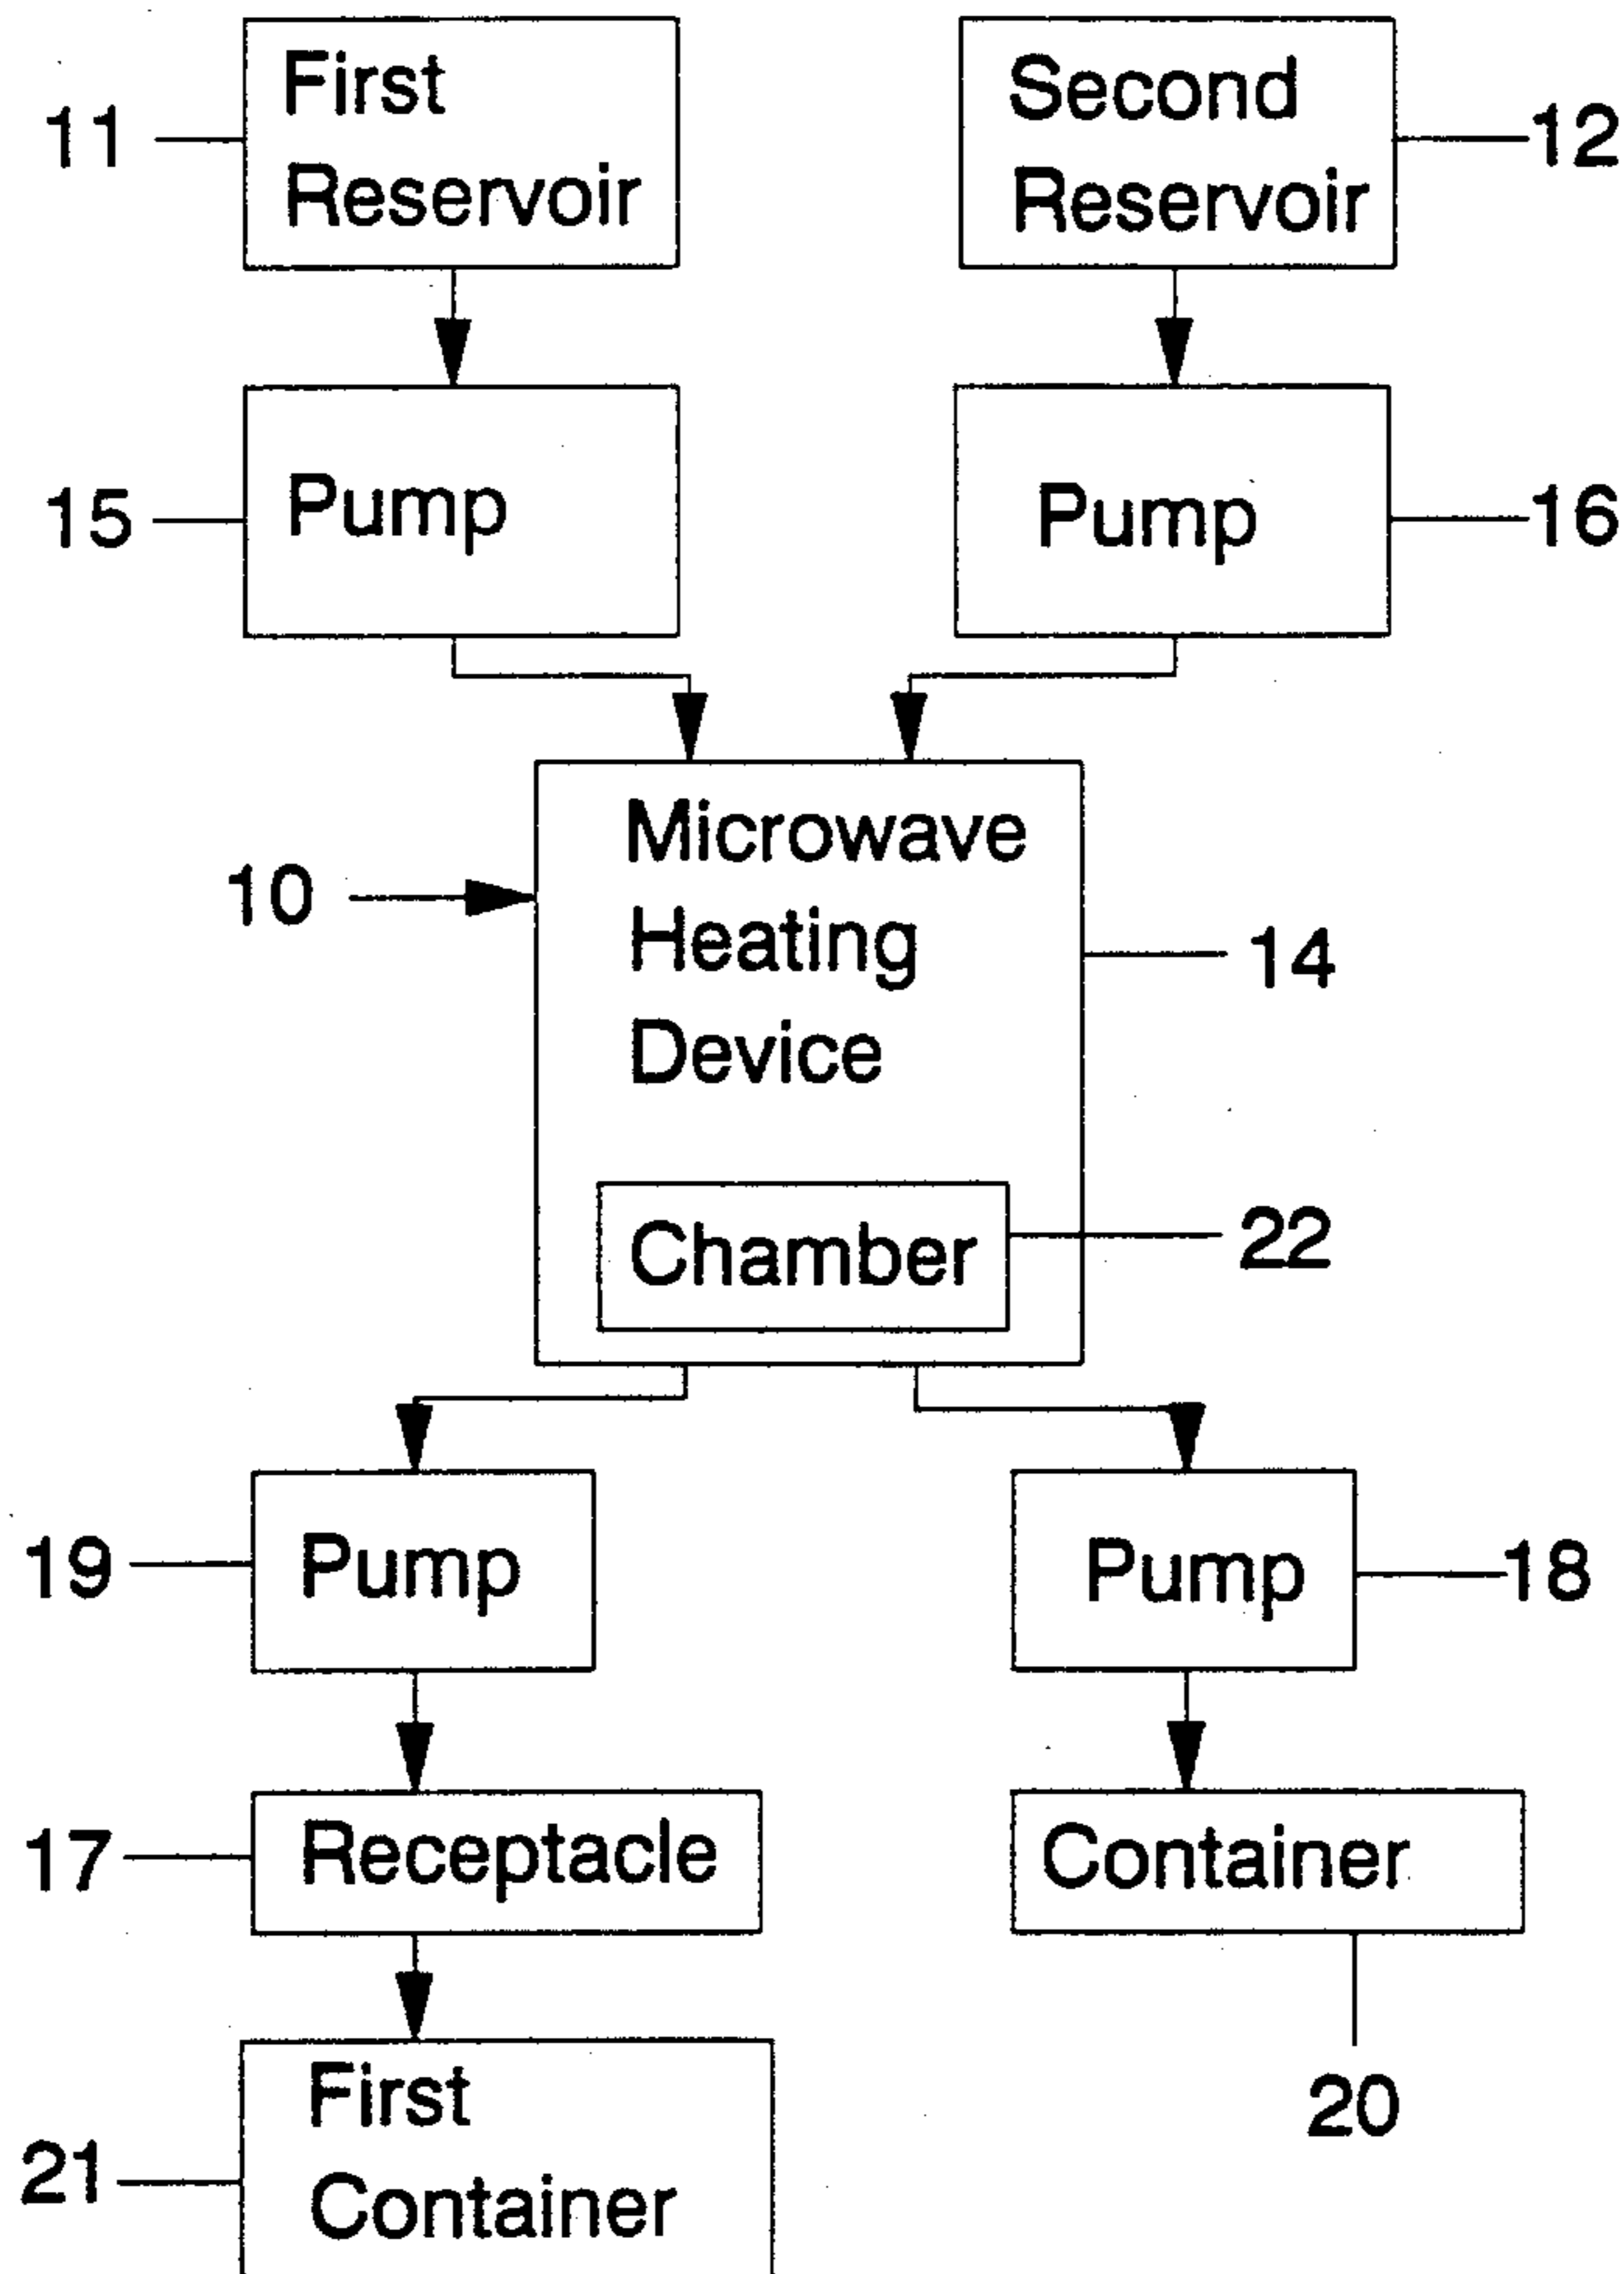 First
Reservoir
11
Second
Reservoir
12
Pump
15
Pump
16
Microwave
Heating
Device
10
14
Chamber
22
Pump
19
Pump
18
Receptacle
17
Container
20
First
Container
21